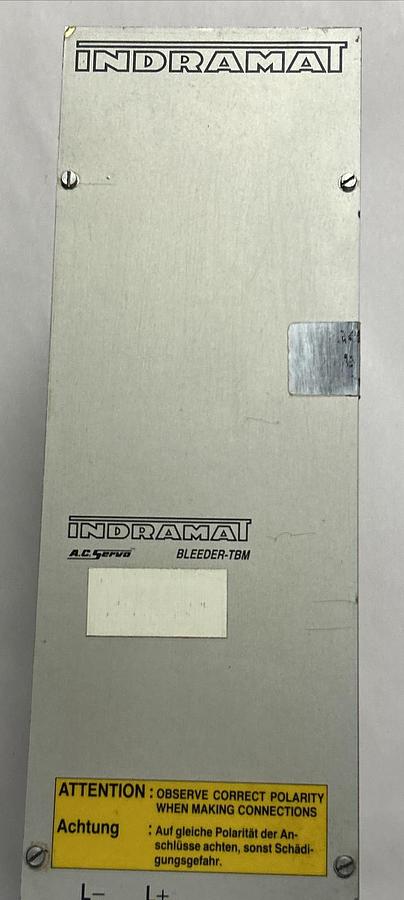 INDRAMAT
INDRAMAT
A.C. Servo BLEEDER-TBM
ATTENTION : OBSERVE CORRECT POLARITY
WHEN MAKING CONNECTIONS
Achtung : Auf gleiche Polarität der An-
schlüsse achten, sonst Schädi-
gungsgefahr.
L– L+